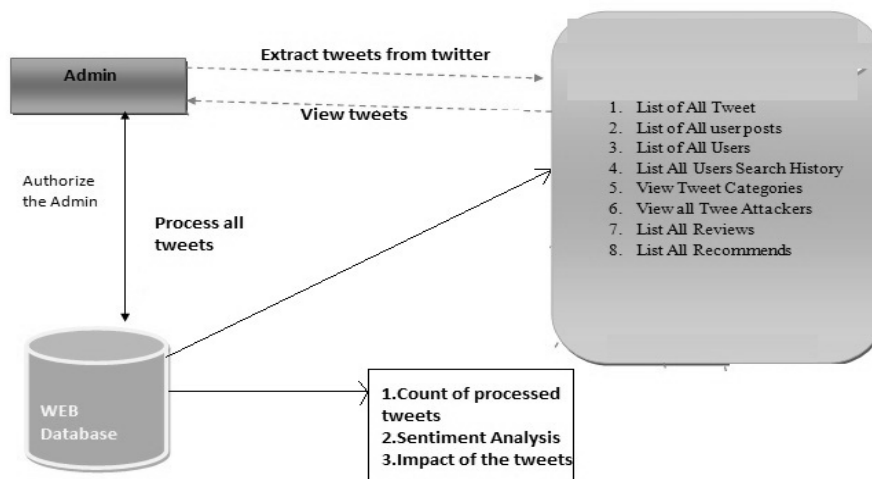 Extract tweets from twitter
Admin
View tweets
1. List of All Tweet
2. List of All user posts
3. List of All Users
4. List All Users Search History
5. View Tweet Categories
6. View all Twee Attackers
7. List All Reviews
8. List All Recommends
Authorize
the Admin
Process all
tweets
WEB
Database
1.Count of processed
tweets
2.Sentiment Analysis
3.Impact of the tweets